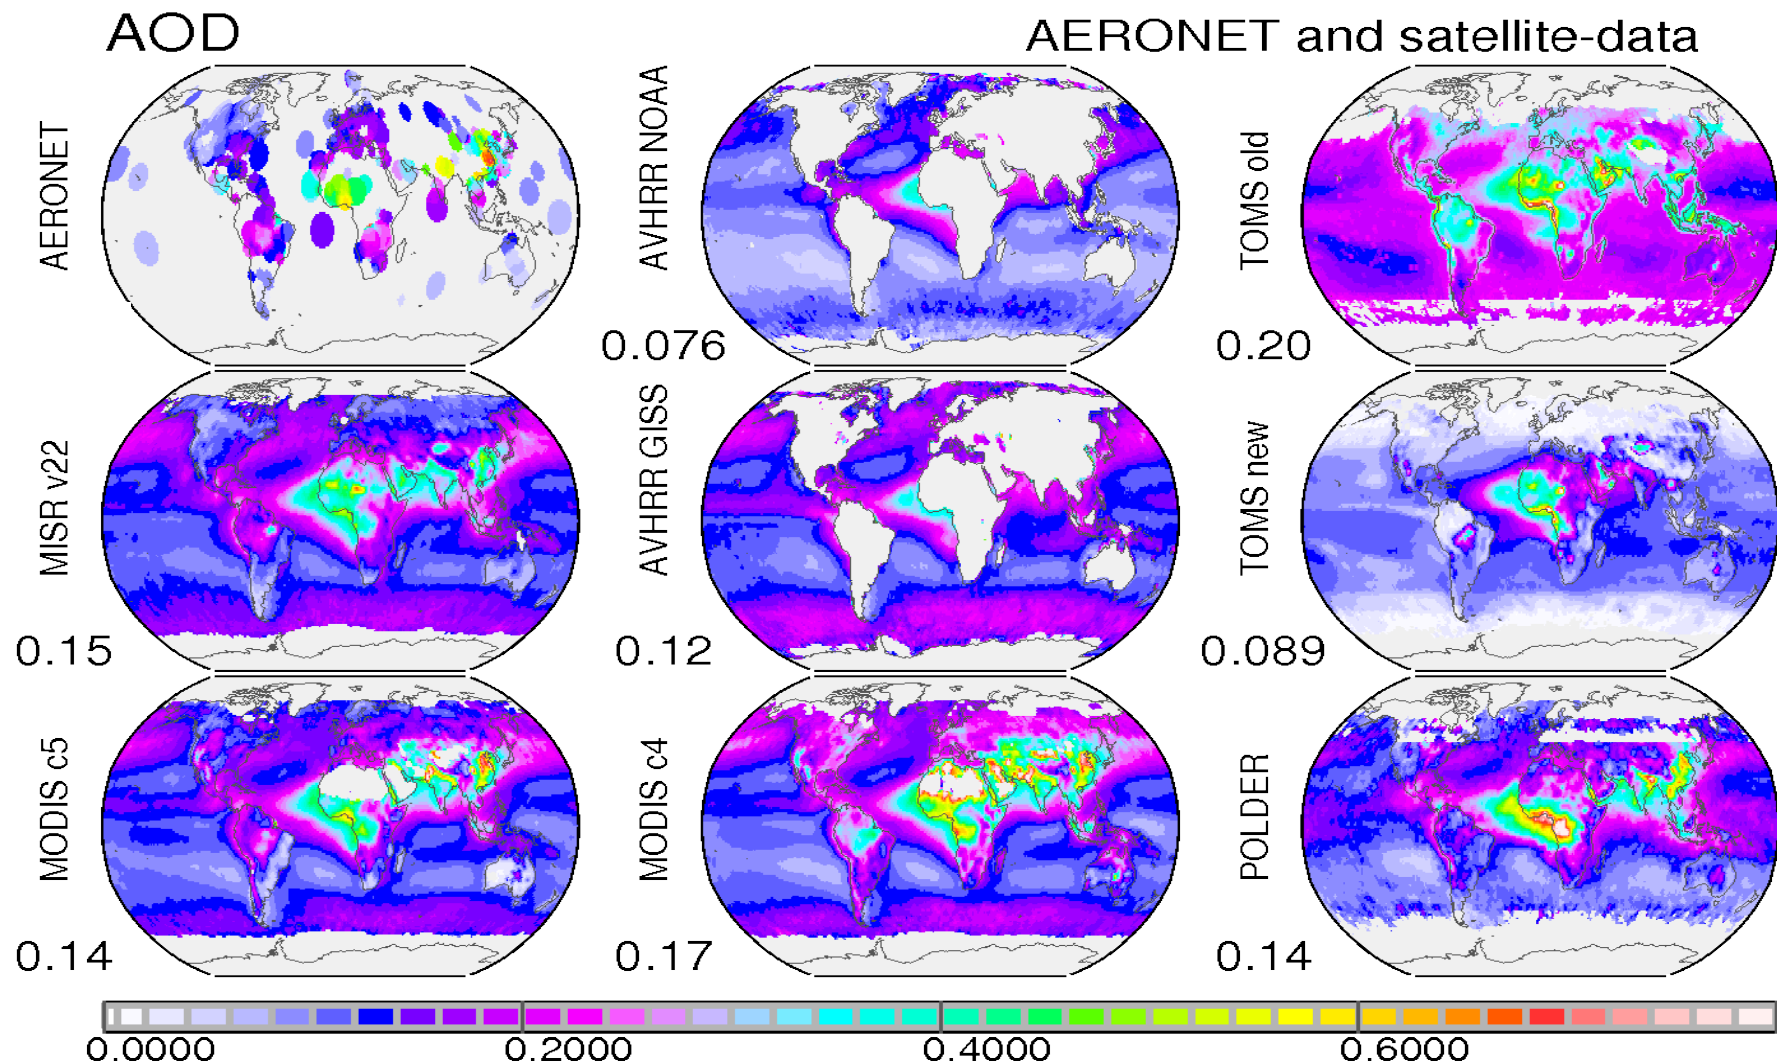 AOD
AERONET and satellite-data
AERONET
AVHRR NOAA
0.076
TOMS old
0.20
MISR v22
0.15
AVHRR GISS
0.12
TOMS new
0.089
MODIS c5
0.14
MODIS c4
0.17
POLDER
0.14
0.0000 0.2000 0.4000 0.6000